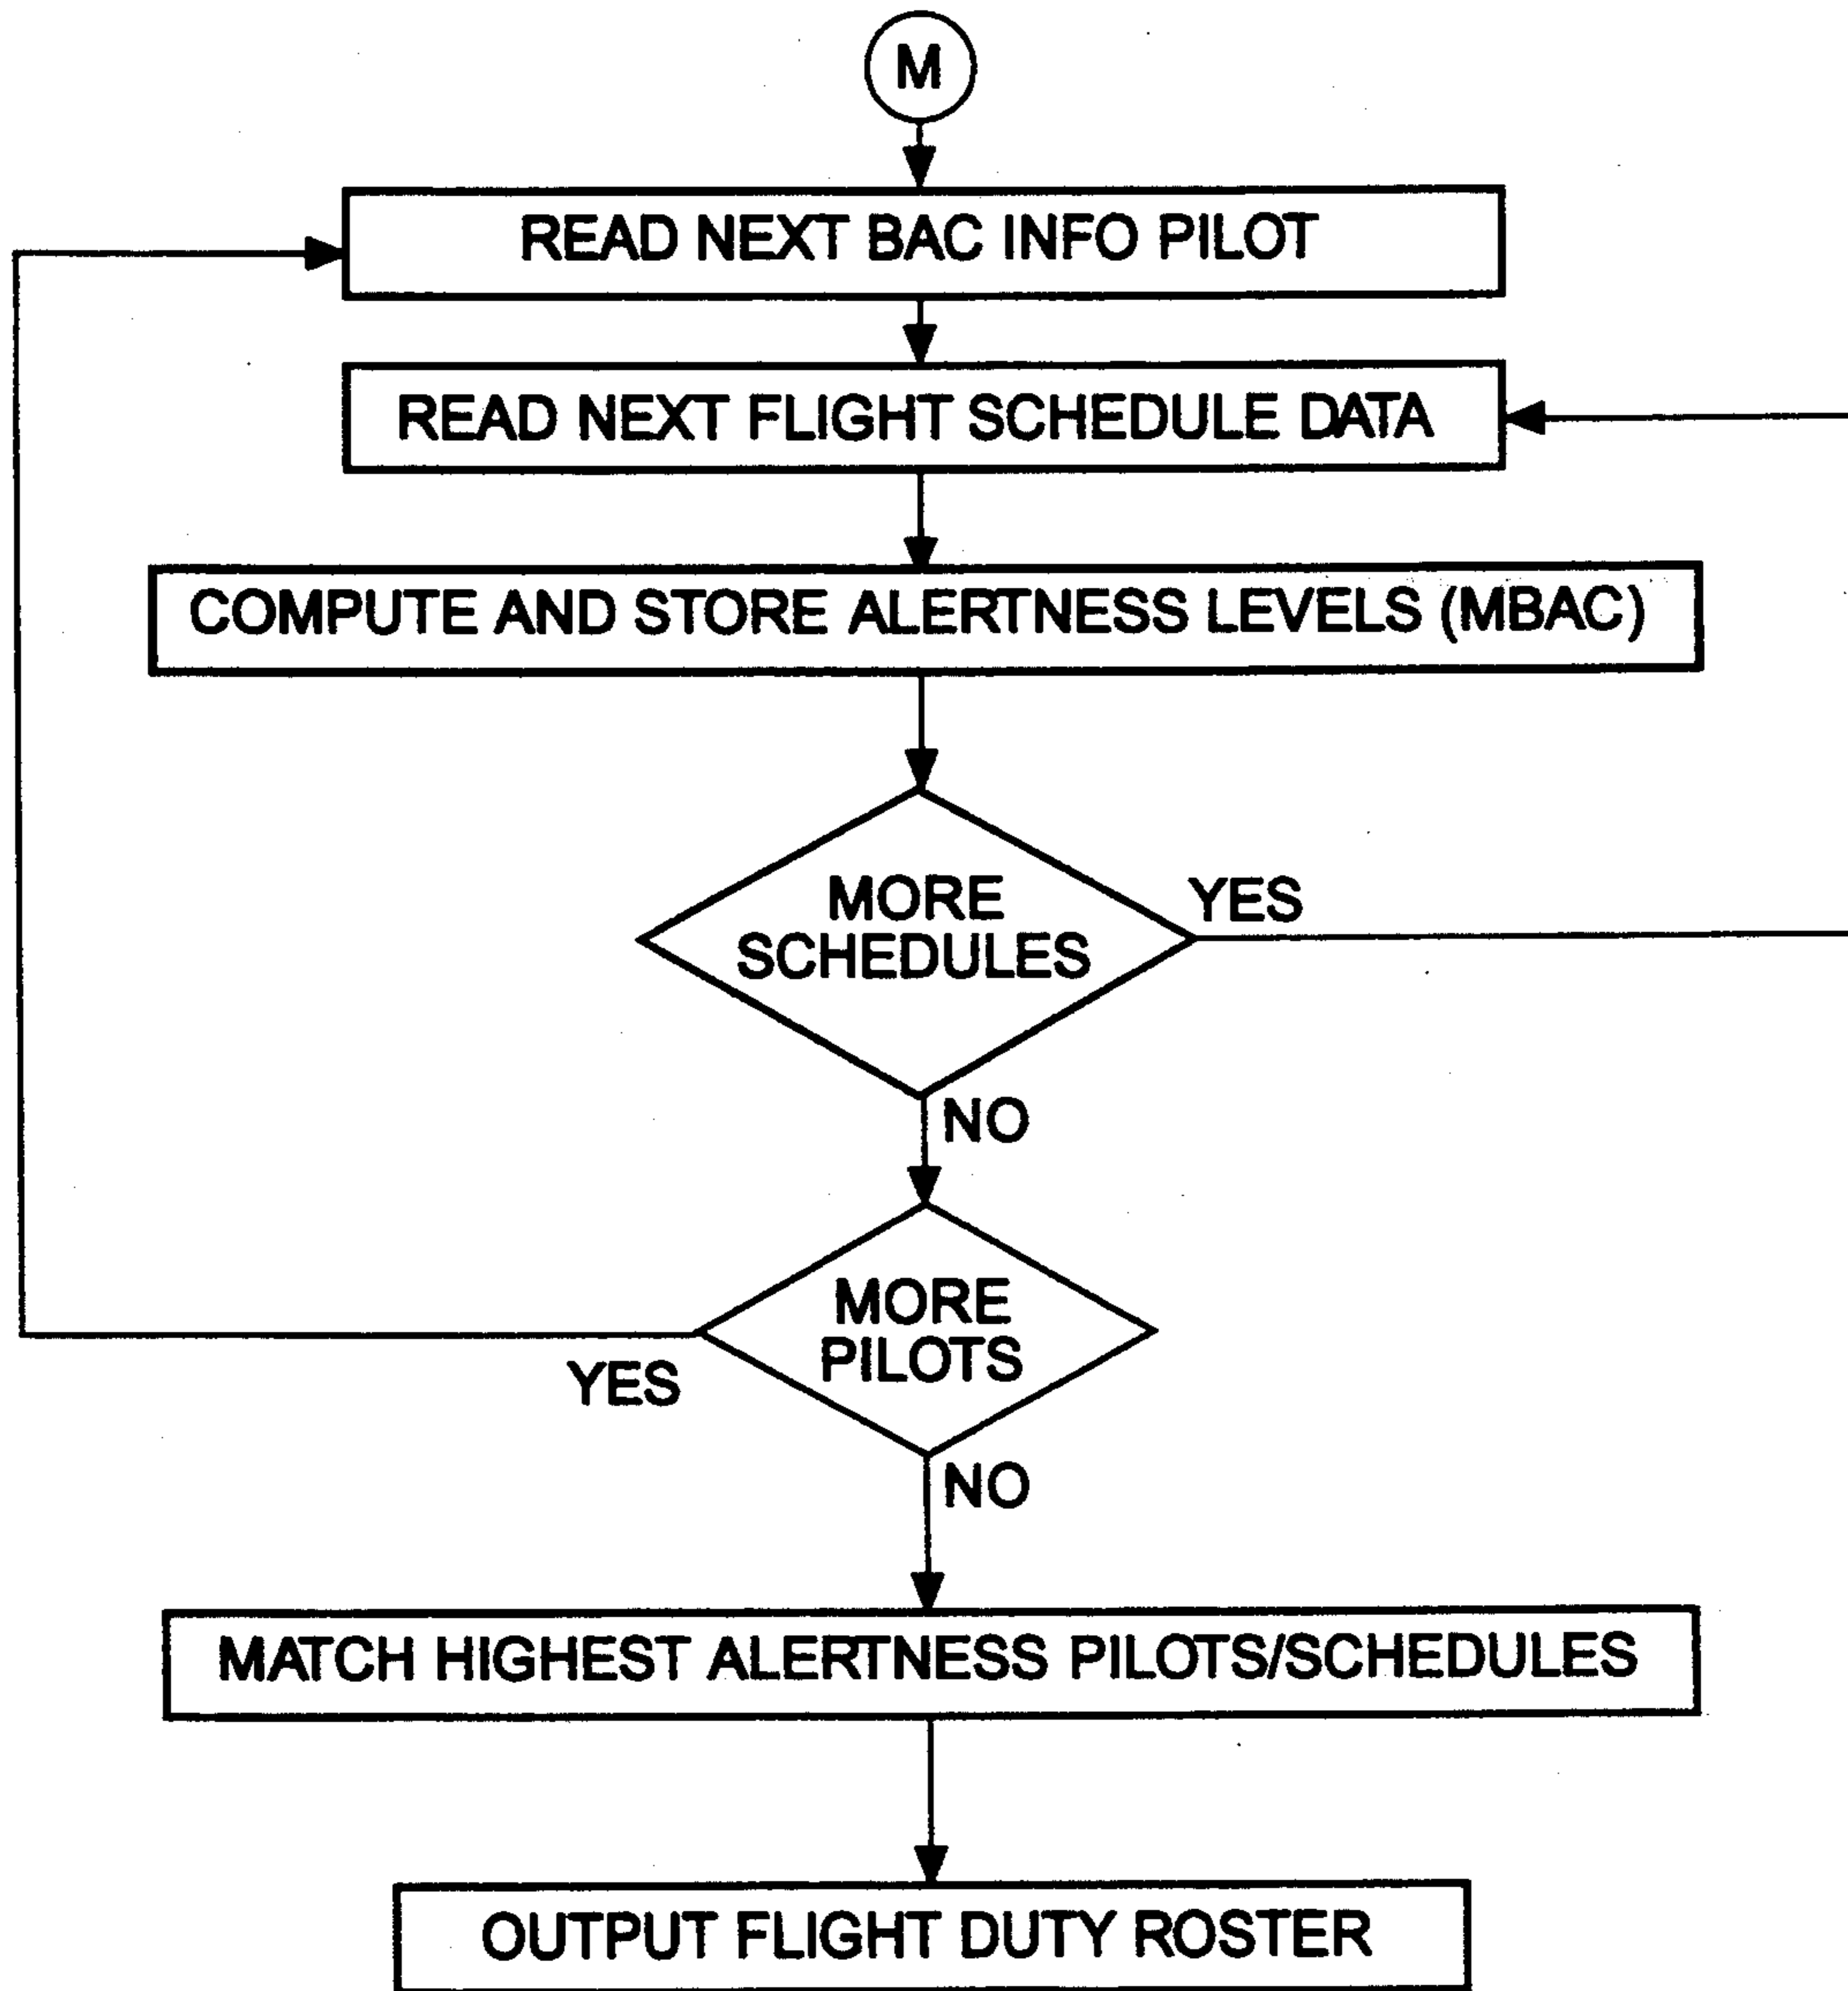 M
READ NEXT BAC INFO PILOT
READ NEXT FLIGHT SCHEDULE DATA
COMPUTE AND STORE ALERTNESS LEVELS (MBAC)
MORE
SCHEDULES
YES
NO
MORE
PILOTS
YES
NO
MATCH HIGHEST ALERTNESS PILOTS/SCHEDULES
OUTPUT FLIGHT DUTY ROSTER